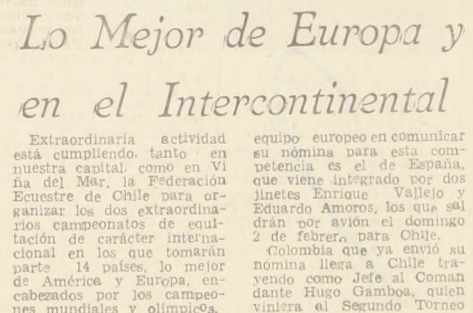 Lo Mejor de Europa y
en el Intercontinental
Extraordinaria actividad
está cumpliendo, tanto en
nuestra capital, como en Vi
ña del Mar, la Federación
Ecuestre de Chile para or-
ganizar los dos extraordina-
rios campeonatos de equi-
tación de carácter interna-
cional en los que tomarán
parte 14 países, lo mejor
de América y Europa, en-
cabezados por los campeo-
nes mundiales y olímpicos,
equipo europeo en comunicar
su nómina para esta com-
petencia es el de España,
que viene integrado por dos
jinetes Enrique Vallejo y
Eduardo Amoros, los que sal
drán por avión el domingo
2 de febrero para Chile.
Colombia que ya envió su
nómina llega a Chile tra-
yendo como Jefe al Coman
dante Hugo Gamboa, quien
viniera al Segundo Torneo